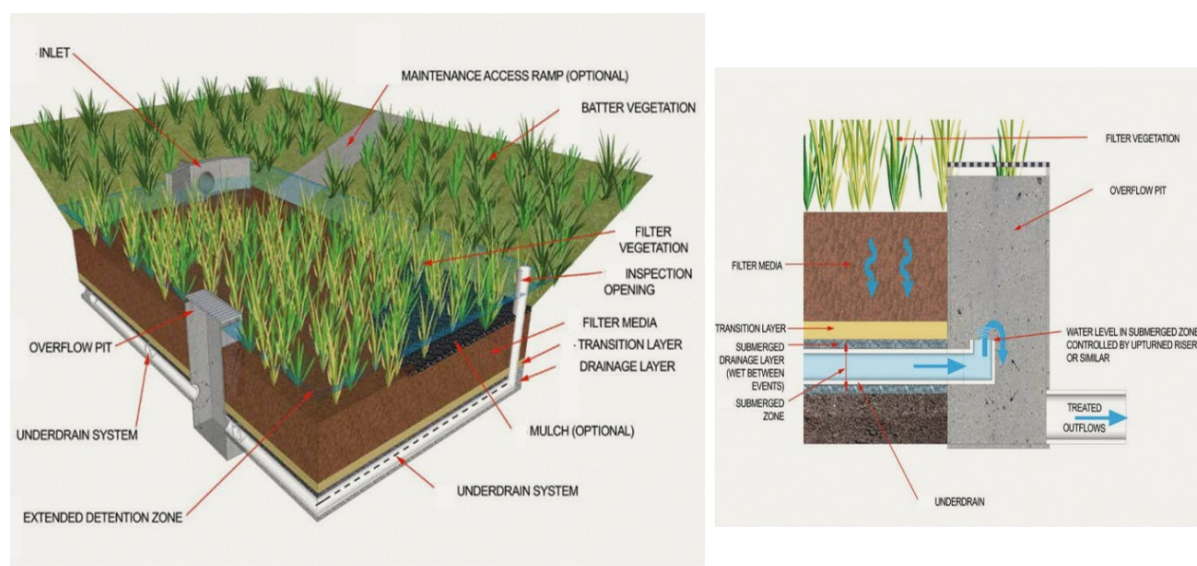 INLET
MAINTENANCE ACCESS RAMP (OPTIONAL)
BATTER VEGETATION
FILTER
VEGETATION
INSPECTION
OPENING
FILTER MEDIA
TRANSITION LAYER
DRAINAGE LAYER
MULCH (OPTIONAL)
OVERFLOW PIT
UNDERDRAIN SYSTEM
UNDERDRAIN SYSTEM
EXTENDED DETENTION ZONE
FILTER VEGETATION
OVERFLOW PIT
FILTER MEDIA
TRANSITION LAYER
SUBMERGED
DRAINAGE LAYER
(WET BETWEEN
EVENTS)
SUBMERGED
ZONE
WATER LEVEL IN SUBMERGED ZONE
CONTROLLED BY UPTURNED RISER
OR SIMILAR
TREATED
OUTFLOWS
UNDERDRAIN